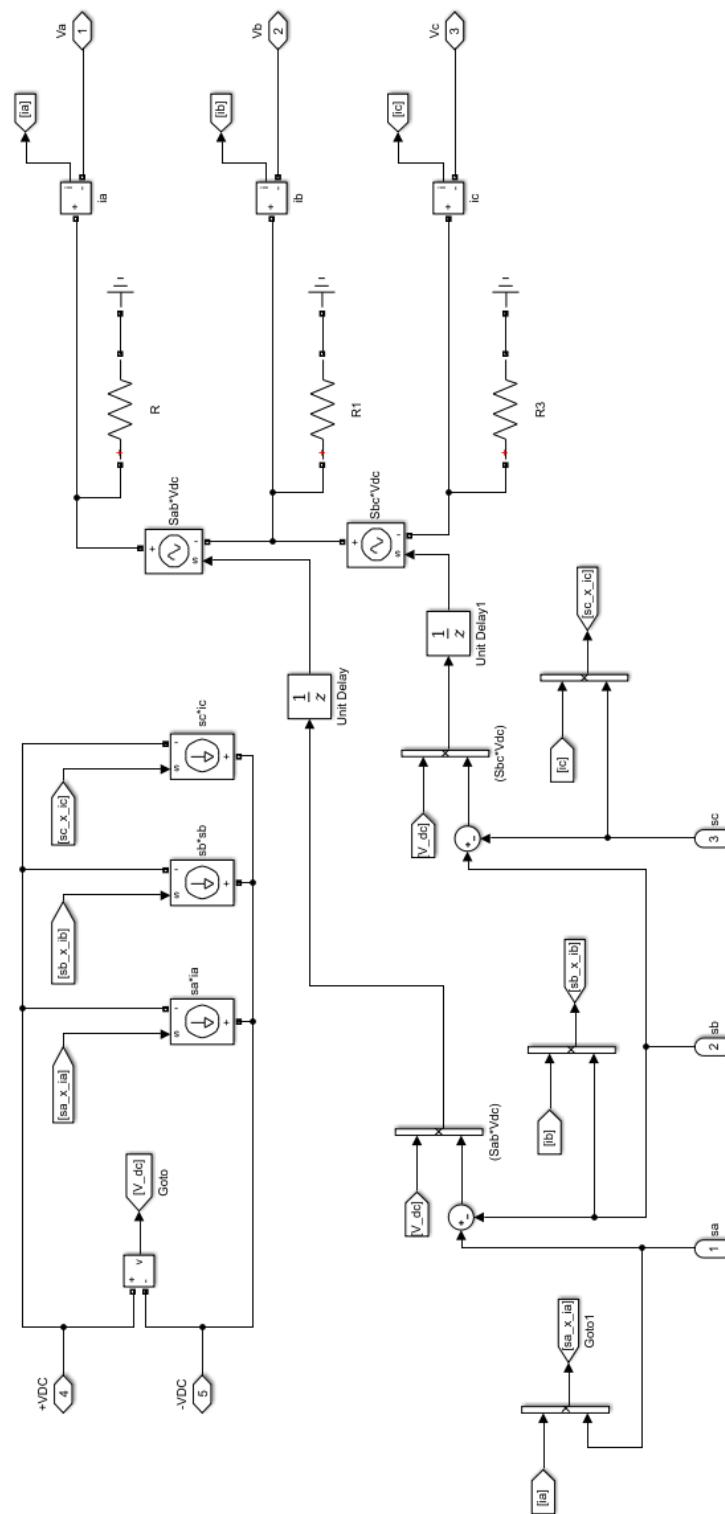 +VDC
4
-VDC
5
+
-
v
[V_dc]
Goto
[sa_x_ia]
s
-
+
sa*ia
[sb_x_ib]
s
-
+
sb*sb
[sc_x_ic]
s
-
+
sc*ic
[ia]
×
[sa_x_ia]
Goto1
1
sa
[V_dc]
+
-
×
(Sab*Vdc)
[ib]
×
[sb_x_ib]
2
sb
[V_dc]
+
-
×
(Sbc*Vdc)
[ic]
×
[sc_x_ic]
3
sc
1
z
Unit Delay
1
z
Unit Delay1
s
+
-
Sab*Vdc
s
+
-
Sbc*Vdc
+
R
+
R1
+
R3
+
i
-
ia
[ia]
Va
1
+
i
-
ib
[ib]
Vb
2
+
i
-
ic
[ic]
Vc
3